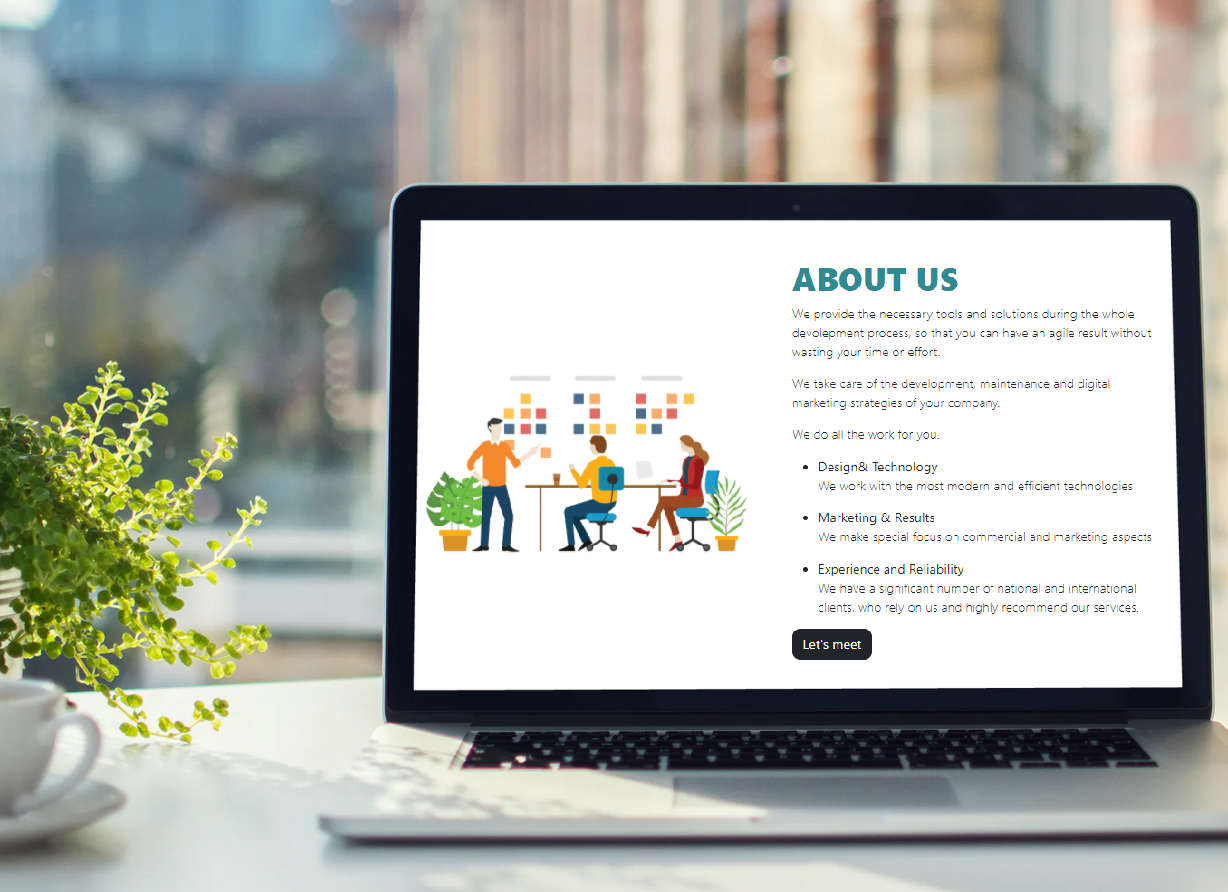 ABOUT US
We provide the necessary tools and solutions during the whole
devolepment process, so that you can have an agile result without
wasting your time or effort.
We take care of the development, maintenance and digital
marketing strategies of your company.
We do all the work for you.
Design& Technology
We work with the most modern and efficient technologies
Marketing & Results
We make special focus on commercial and marketing aspects
Experience and Reliability
We have a significant number of national and international
clients, who rely on us and highly recommend our services.
Let's meet